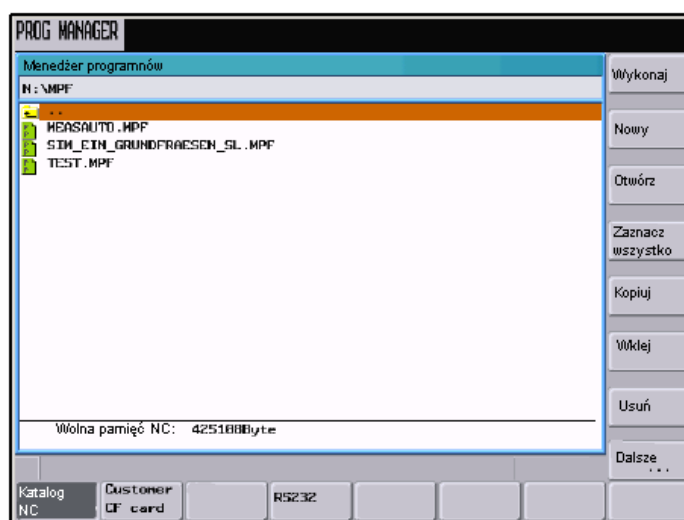 PROG MANAGER
Menedżer programnów
N:\MPF
..
MEASAUTO.MPF
SIM_EIN_GRUNDFRAESEN_SL.MPF
TEST.MPF
Wolna pamięć NC: 425108Byte
Wykonaj
Nowy
Otwórz
Zaznacz
wszystko
Kopiuj
Wklej
Usuń
Dalsze
...
Katalog
NC
Customer
CF card
RS232